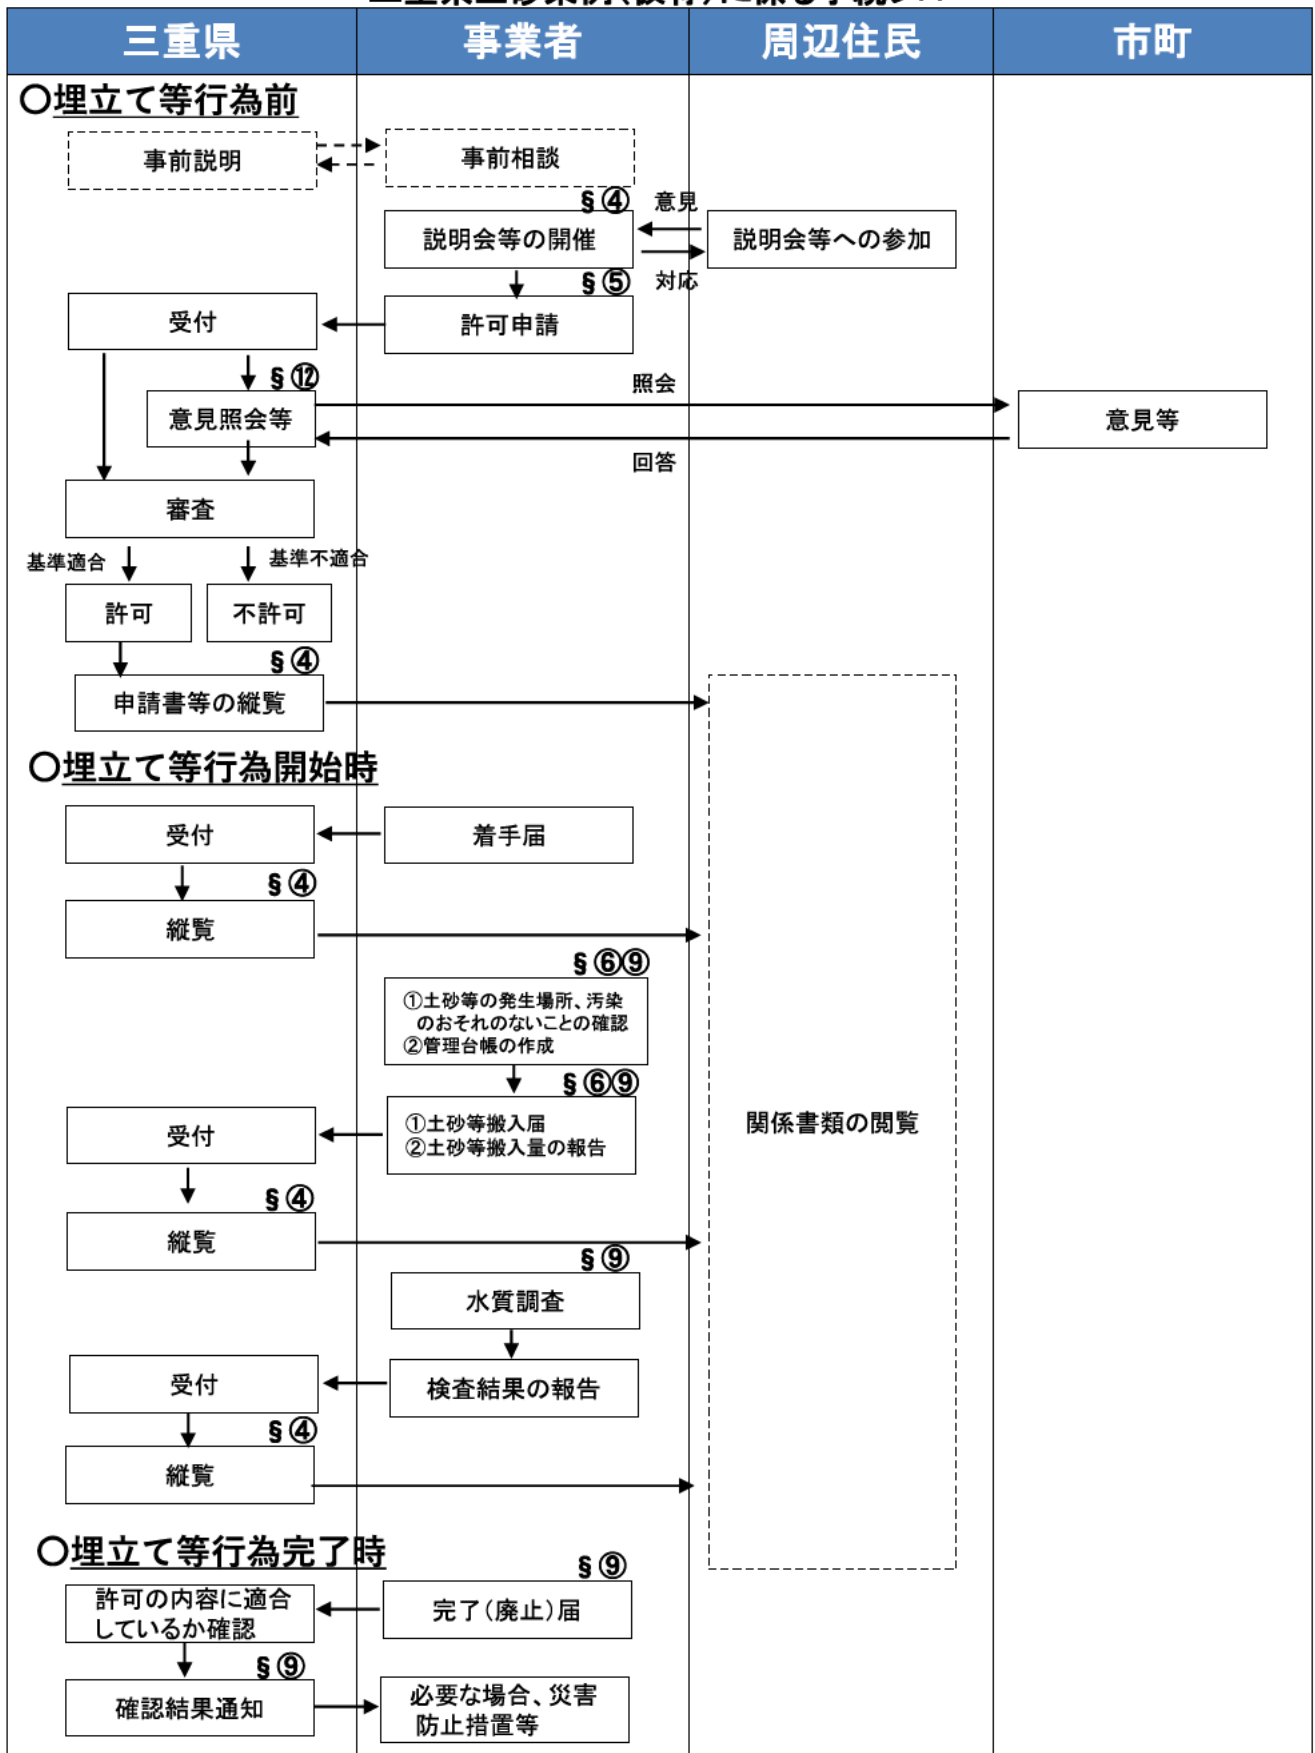 三重県 事業者 周辺住民 市町
〇埋立て等行為前
事前説明 事前相談
§④ 意見
説明会等の開催 説明会等への参加
§⑤ 対応
受付 許可申請
§⑫ 照会
意見照会等 意見等
回答
審査
基準適合 基準不適合
許可 不許可
§④
申請書等の縦覧
〇埋立て等行為開始時
受付 着手届
§④
縦覧
§⑥⑨
①土砂等の発生場所、汚染
のおそれのないことの確認
②管理台帳の作成
§⑥⑨
受付
①土砂等搬入届
②土砂等搬入量の報告
関係書類の閲覧
§④
縦覧
§⑨
水質調査
受付 検査結果の報告
§④
縦覧
〇埋立て等行為完了時
§⑨
許可の内容に適合
しているか確認
完了(廃止)届
§⑨
確認結果通知
必要な場合、災害
防止措置等